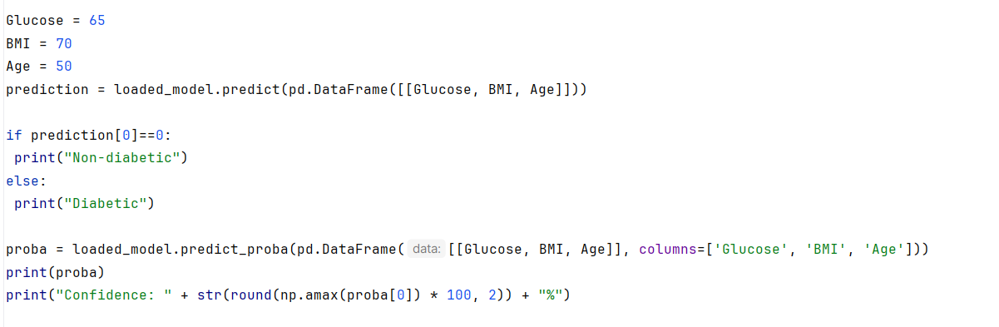 Glucose = 65
BMI = 70
Age = 50
prediction = loaded_model.predict(pd.DataFrame([[Glucose, BMI, Age]]))
if prediction[0]==0:
 print("Non-diabetic")
else:
 print("Diabetic")
proba = loaded_model.predict_proba(pd.DataFrame( data: [[Glucose, BMI, Age]], columns=['Glucose', 'BMI', 'Age']))
print(proba)
print("Confidence: " + str(round(np.amax(proba[0]) * 100, 2)) + "%")